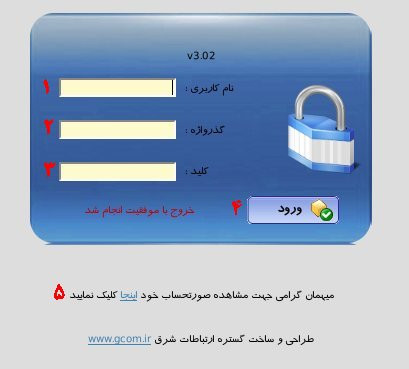 v3.02
نام کاربری : ۱
گذرواژه : ۲
کلید : ۳
ورود ۴ خروج با موفقیت انجام شد
میهمان گرامی جهت مشاهده صورتحساب خود اینجا کلیک نمایید ۵
طراحی و ساخت گستره ارتباطات شرق www.gcom.ir